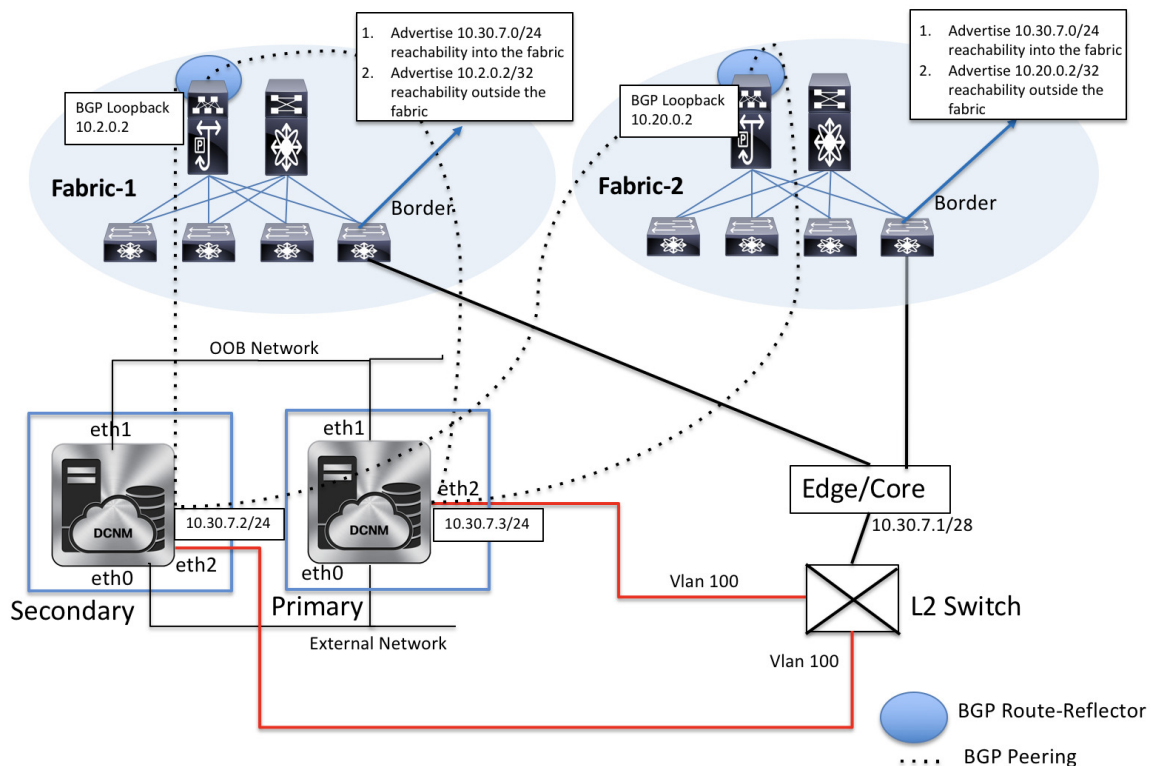 1. Advertise 10.30.7.0/24
reachability into the fabric
2. Advertise 10.2.0.2/32
reachability outside the
fabric
1. Advertise 10.30.7.0/24
reachability into the fabric
2. Advertise 10.20.0.2/32
reachability outside the
fabric
BGP Loopback
10.2.0.2
P
BGP Loopback
10.20.0.2
P
Fabric-1
Border
Fabric-2
Border
OOB Network
eth1
eth1
eth2
DCNM
10.30.7.2/24
DCNM
10.30.7.3/24
eth0
eth2
eth0
Secondary
Primary
External Network
Edge/Core
10.30.7.1/28
Vlan 100
L2 Switch
Vlan 100
BGP Route-Reflector
BGP Peering